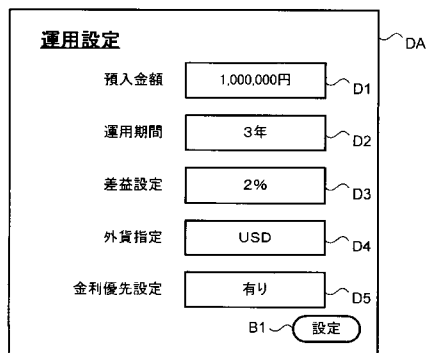 運用設定
DA
預入金額 1,000,000円 D1
運用期間 3年 D2
差益設定 2% D3
外貨指定 USD D4
金利優先設定 有り D5
B1 設定